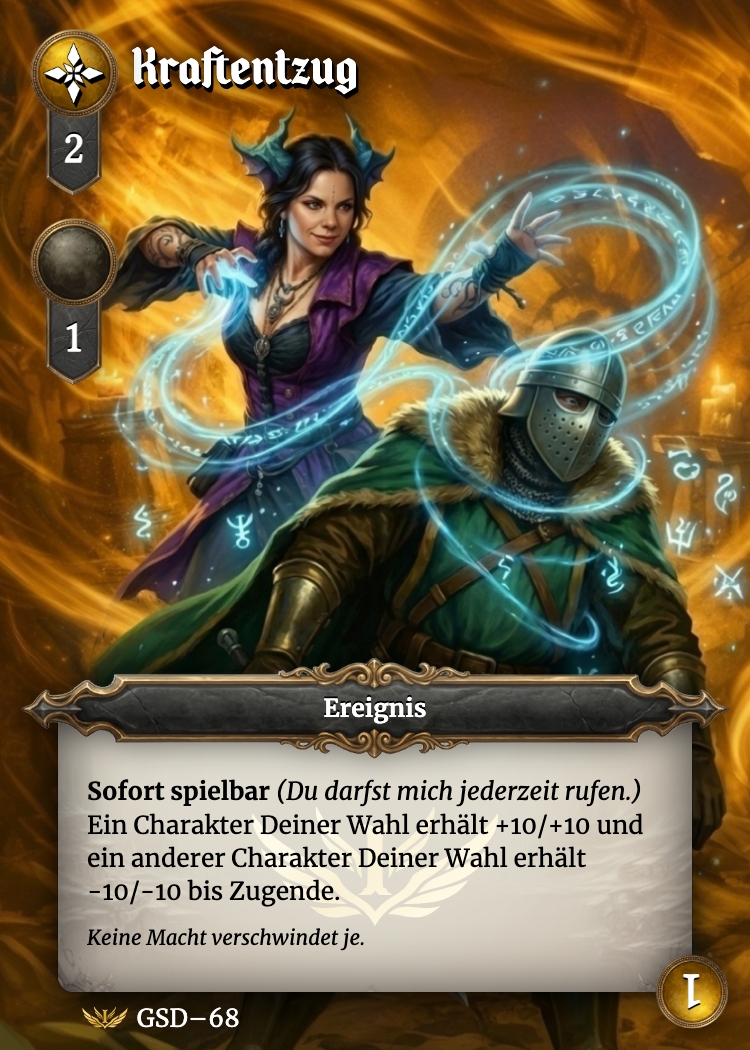 Kraftentzug
2
1
Ereignis
Sofort spielbar (Du darfst mich jederzeit rufen.)
Ein Charakter Deiner Wahl erhält +10/+10 und
ein anderer Charakter Deiner Wahl erhält
-10/-10 bis Zugende.
Keine Macht verschwindet je.
1
GSD–68